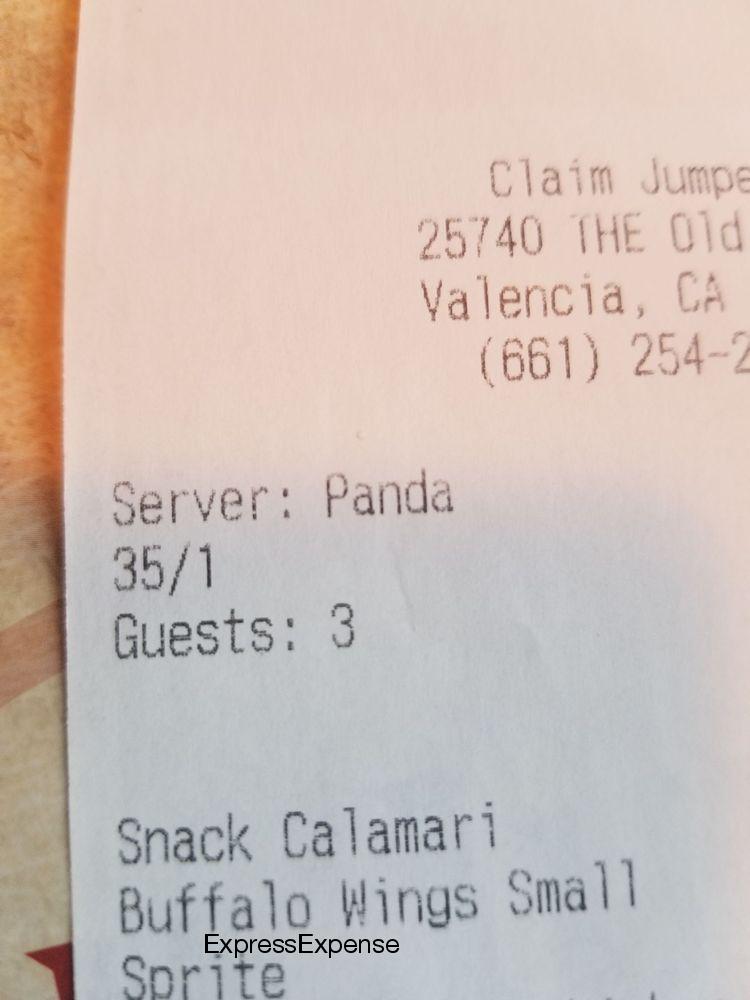 Claim Jumpe
25740 THE Old
Valencia, CA
(661) 254-2
Server: Panda
35/1
Guests: 3
Snack Calamari
Buffalo Wings Small
ExpressExpense
Sprite